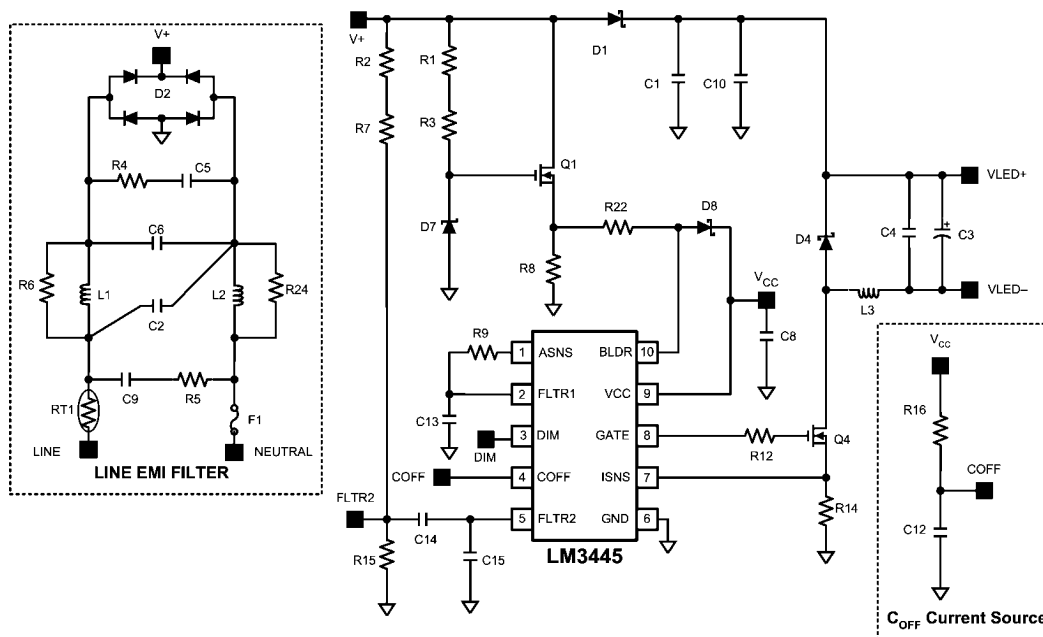 V+
D2
R4
C5
C6
R6
L1
L2
R24
C2
C9
R5
RT1
F1
LINE
NEUTRAL
LINE EMI FILTER
V+
D1
R2
R1
C1
C10
R7
R3
Q1
VLED+
D7
R22
D8
D4
C4
+
C3
R8
VCC
L3
VLED–
C8
R9
1 ASNS
BLDR 10
2 FLTR1
VCC 9
C13
3 DIM
GATE 8
DIM
R12
Q4
COFF
4 COFF
ISNS 7
FLTR2
5 FLTR2
GND 6
R14
C14
R15
C15
LM3445
VCC
R16
COFF
C12
COFF Current Source